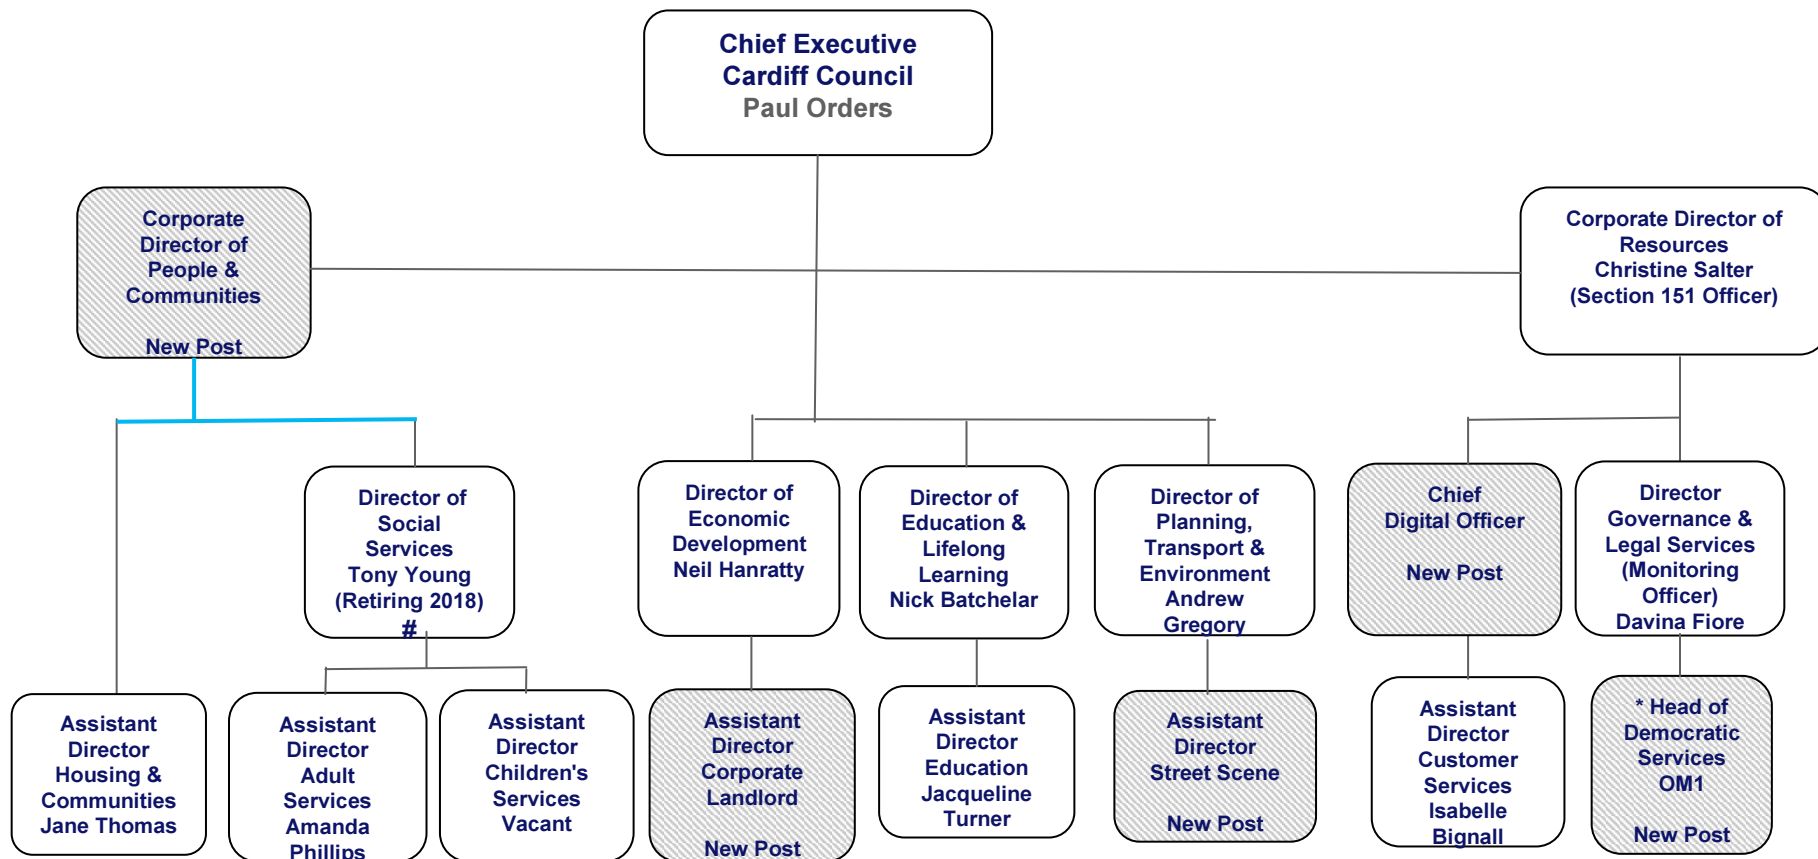 Chief Executive
Cardiff Council
Paul Orders
Corporate
Director of
People &
Communities
New Post
Corporate Director of
Resources
Christine Salter
(Section 151 Officer)
Director of
Social
Services
Tony Young
(Retiring 2018)
#
Director of
Economic
Development
Neil Hanratty
Director of
Education &
Lifelong
Learning
Nick Batchelar
Director of
Planning,
Transport &
Environment
Andrew
Gregory
Chief
Digital Officer
New Post
Director
Governance &
Legal Services
(Monitoring
Officer)
Davina Fiore
Assistant
Director
Housing &
Communities
Jane Thomas
Assistant
Director
Adult
Services
Amanda
Phillips
Assistant
Director
Children's
Services
Vacant
Assistant
Director
Corporate
Landlord
New Post
Assistant
Director
Education
Jacqueline
Turner
Assistant
Director
Street Scene
New Post
Assistant
Director
Customer
Services
Isabelle
Bignall
* Head of
Democratic
Services
OM1
New Post